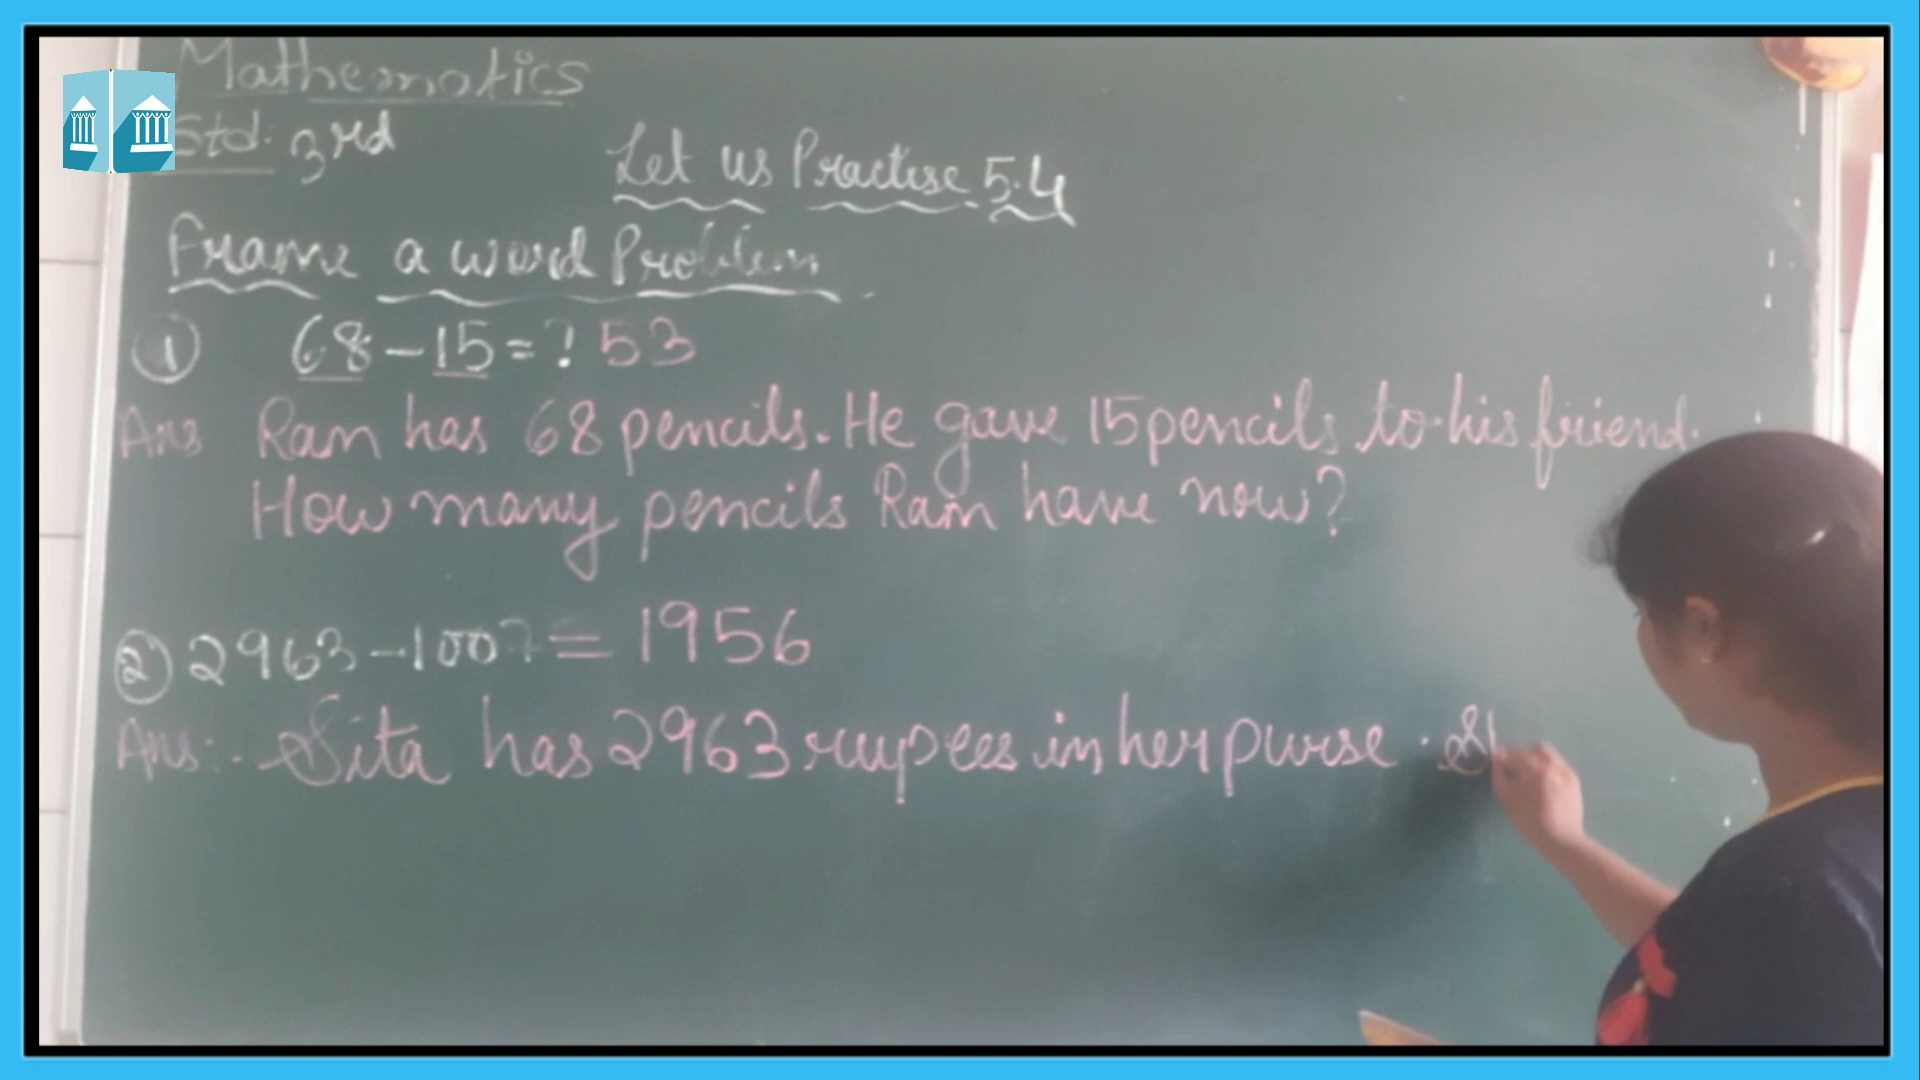 Mathematics
Std. 3rd
Let us Practise 5.4
Frame a word Problem
① 68-15=? 53
Ans Ram has 68 pencils. He gave 15 pencils to his friend.
How many pencils Ram have now?
② 2963-1007 = 1956
Ans:- Sita has 2963 rupees in her purse. Sh